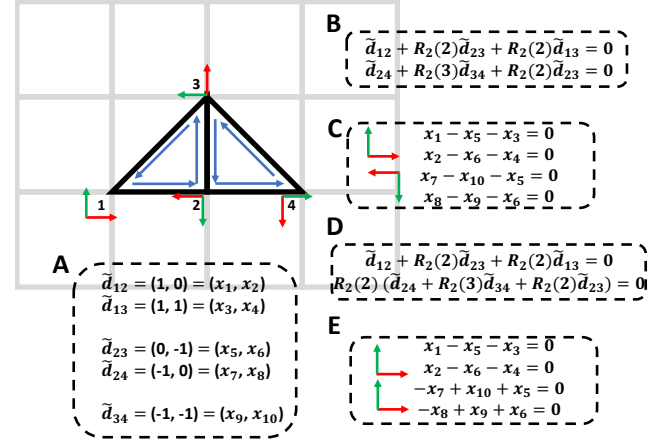 B
d̃₁₂ + R₂(2)d̃₂₃ + R₂(2)d̃₁₃ = 0
d̃₂₄ + R₂(3)d̃₃₄ + R₂(2)d̃₂₃ = 0
3
1
2
4
C
x₁ − x₅ − x₃ = 0
x₂ − x₆ − x₄ = 0
x₇ − x₁₀ − x₅ = 0
x₈ − x₉ − x₆ = 0
A
d̃₁₂ = (1, 0) = (x₁, x₂)
d̃₁₃ = (1, 1) = (x₃, x₄)
d̃₂₃ = (0, -1) = (x₅, x₆)
d̃₂₄ = (-1, 0) = (x₇, x₈)
d̃₃₄ = (-1, -1) = (x₉, x₁₀)
D
d̃₁₂ + R₂(2)d̃₂₃ + R₂(2)d̃₁₃ = 0
R₂(2) (d̃₂₄ + R₂(3)d̃₃₄ + R₂(2)d̃₂₃) = 0
E
x₁ − x₅ − x₃ = 0
x₂ − x₆ − x₄ = 0
−x₇ + x₁₀ + x₅ = 0
−x₈ + x₉ + x₆ = 0